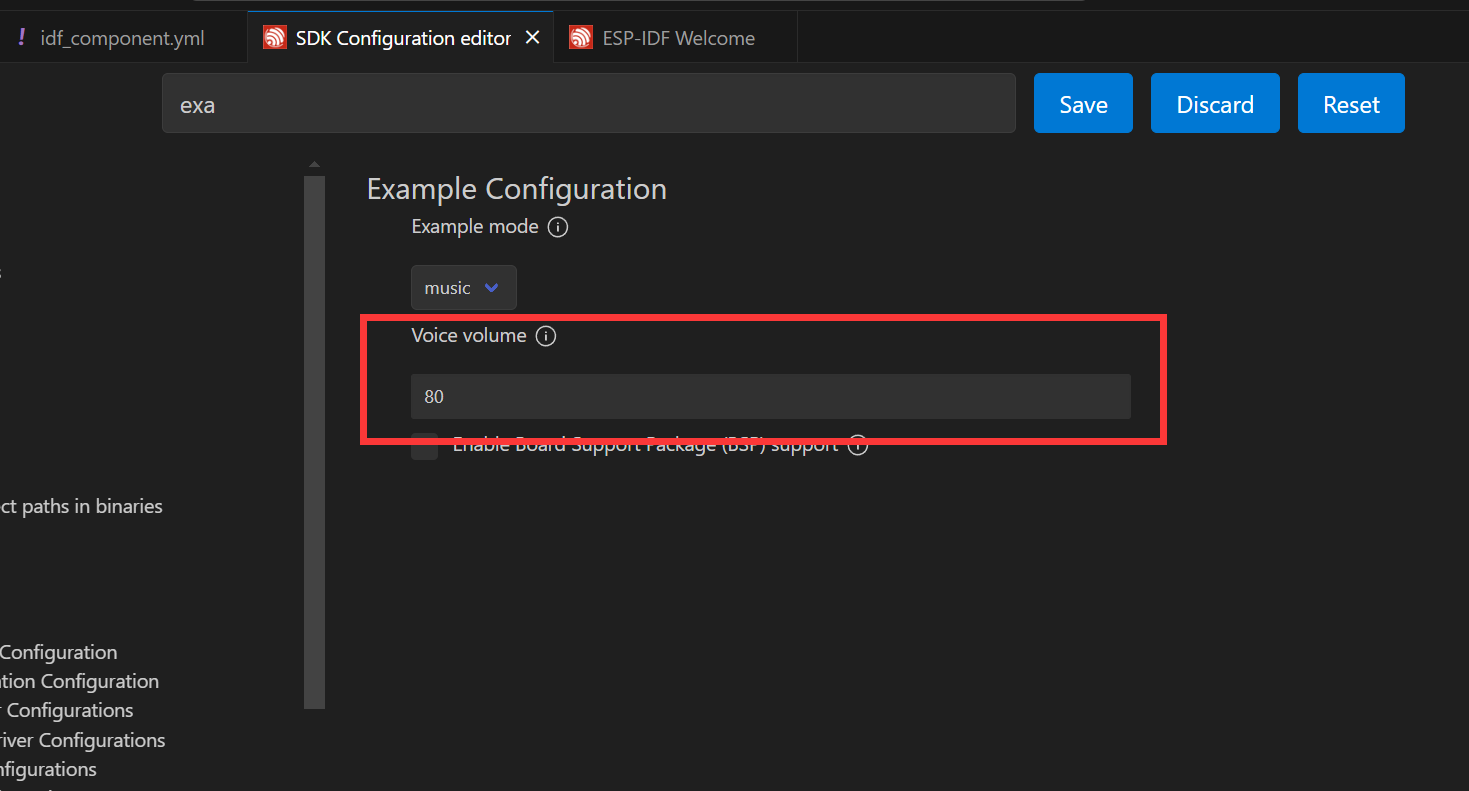 ! idf_component.yml
SDK Configuration editor
ESP-IDF Welcome
exa
Save
Discard
Reset
Example Configuration
Example mode
music
Voice volume
80
Enable Board Support Package (BSP) support
ct paths in binaries
Configuration
tion Configuration
Configurations
river Configurations
nfigurations